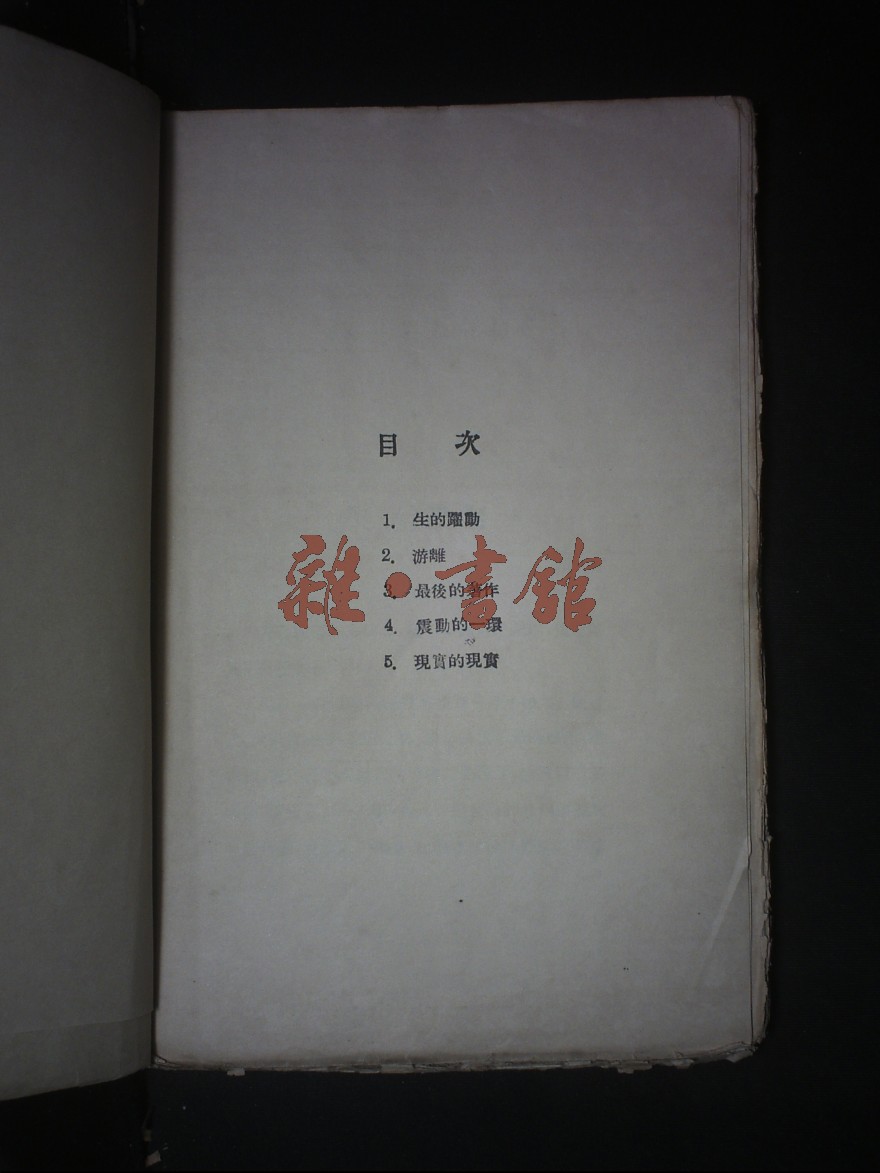 目 次
1. 生的躍動
2. 游離
3. 最後的著作
4. 震動的一環
5. 現實的現實
雜·書館